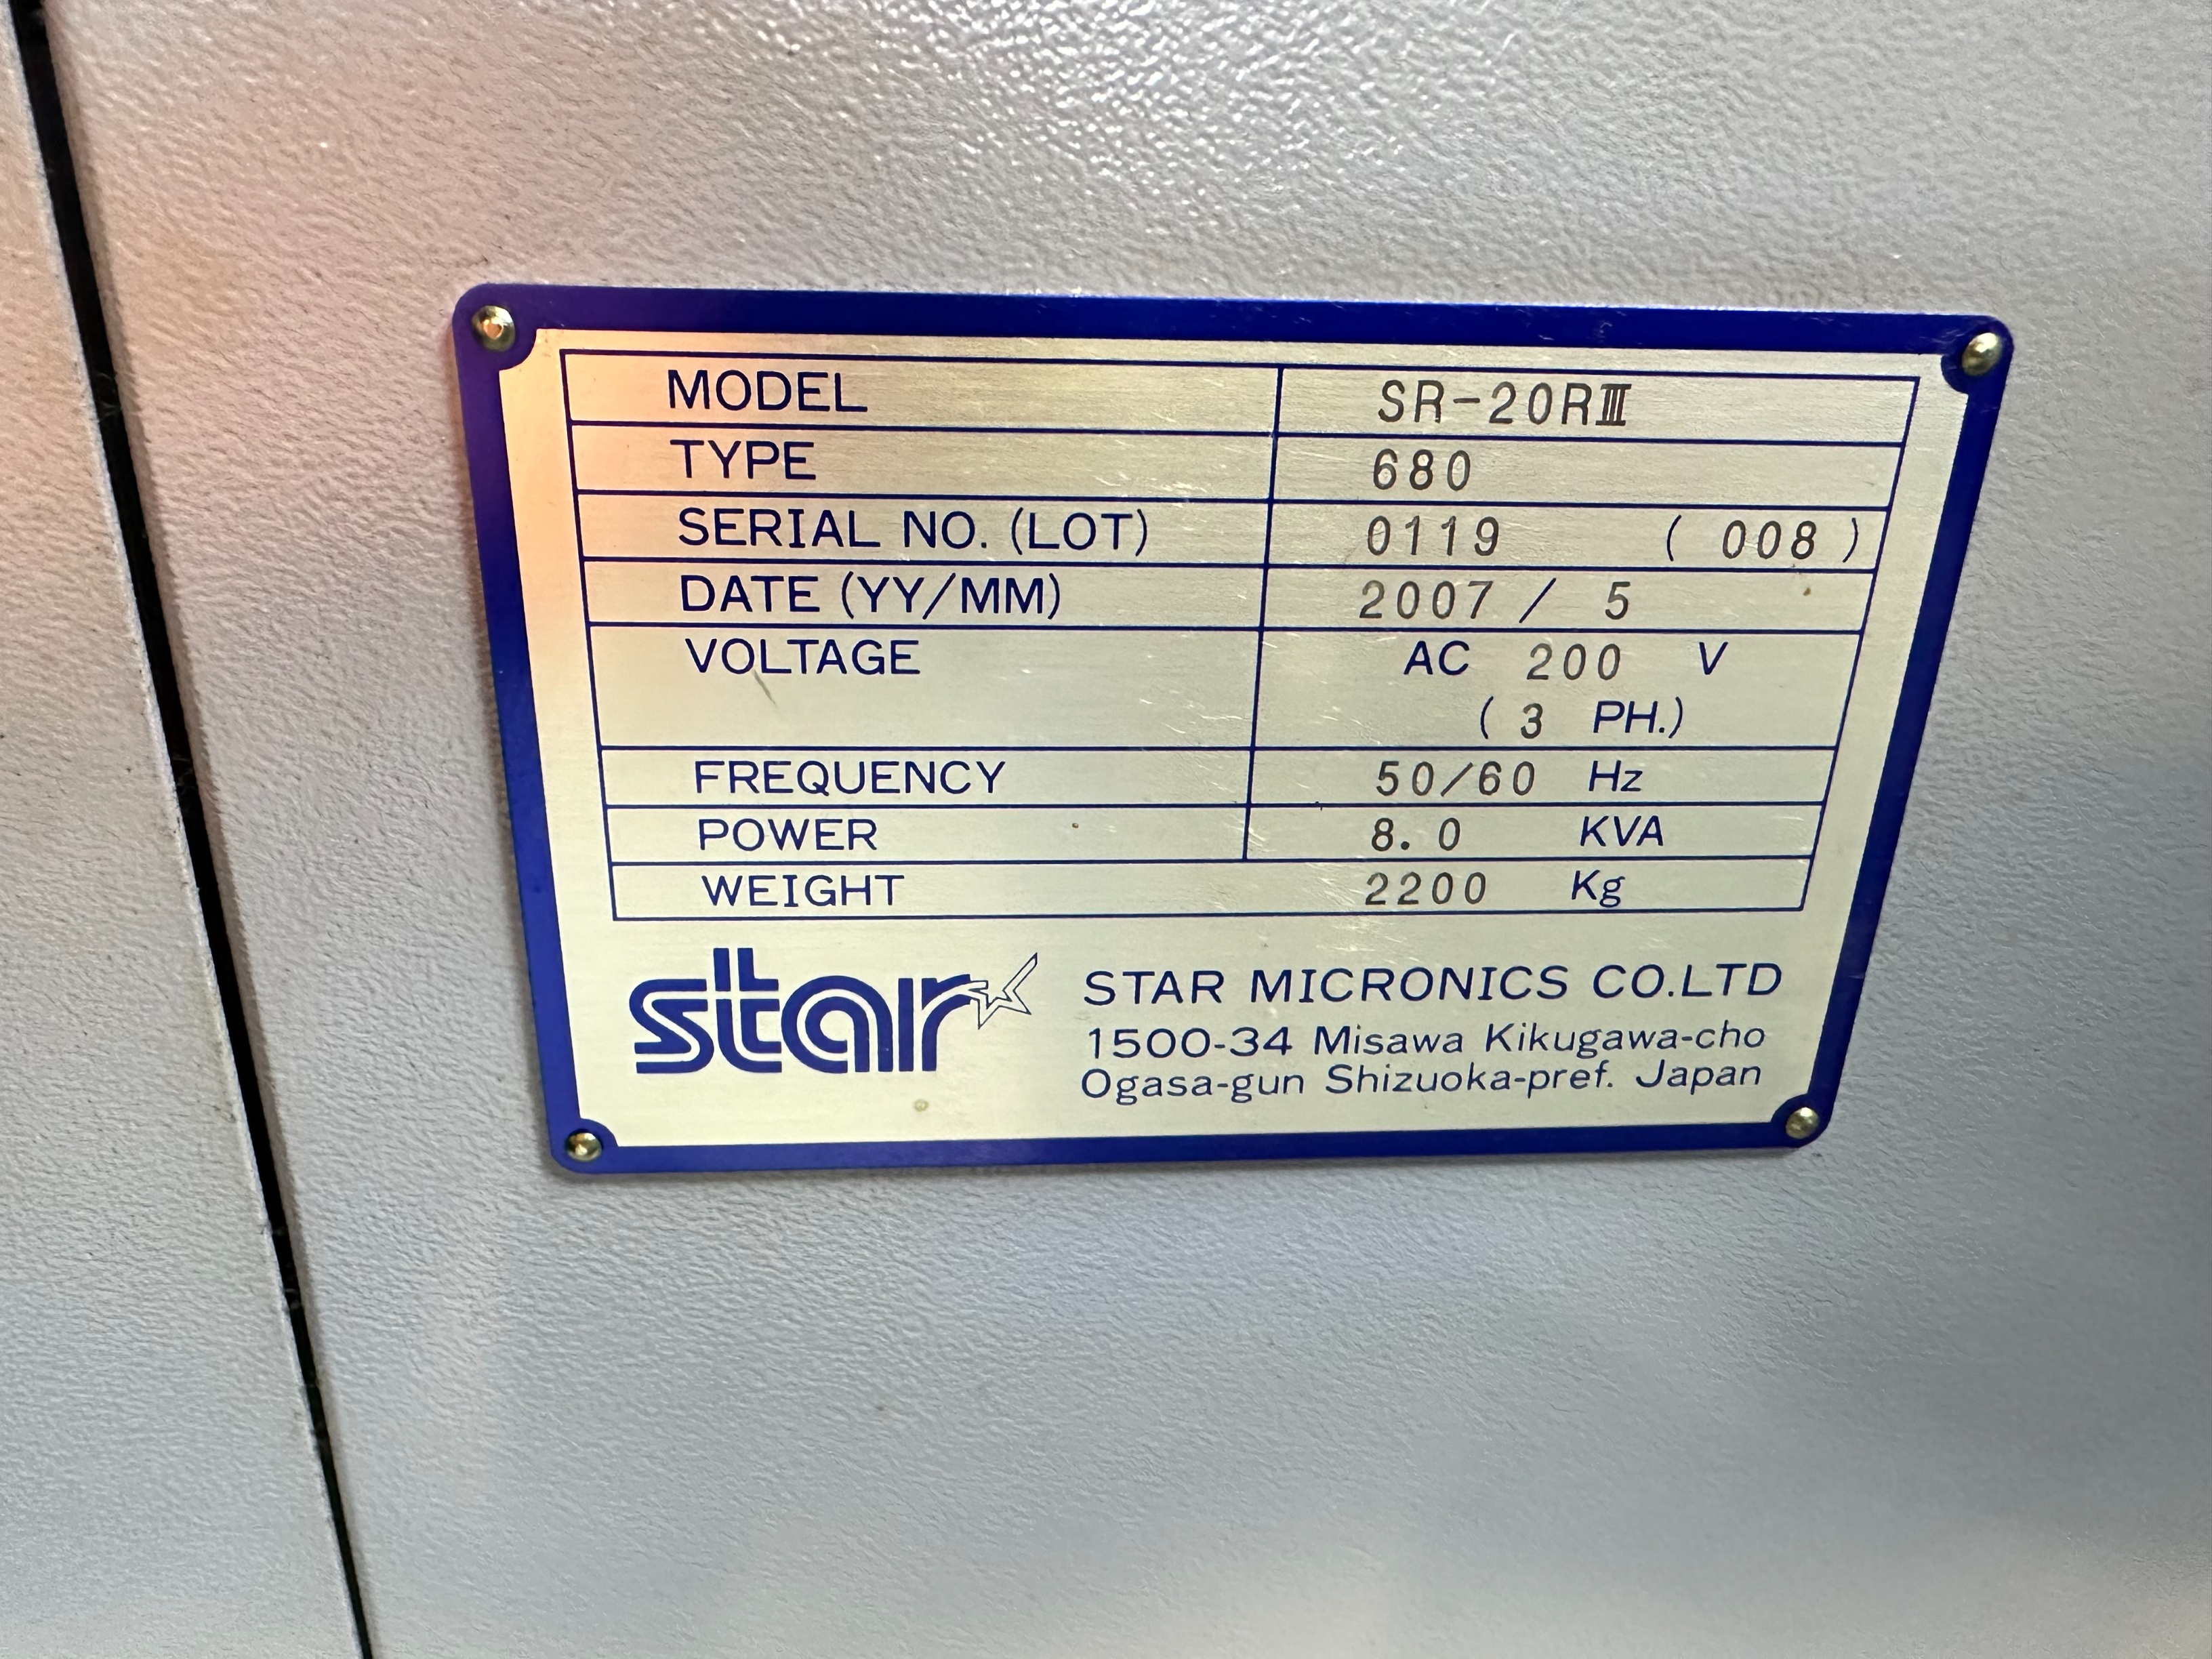 MODEL SR-20RⅢ
TYPE 680
SERIAL NO. (LOT) 0119 ( 008 )
DATE (YY/MM) 2007 / 5
VOLTAGE AC 200 V
( 3 PH.)
FREQUENCY 50/60 Hz
POWER 8.0 KVA
WEIGHT 2200 Kg
star
STAR MICRONICS CO.LTD
1500-34 Misawa Kikugawa-cho
Ogasa-gun Shizuoka-pref. Japan